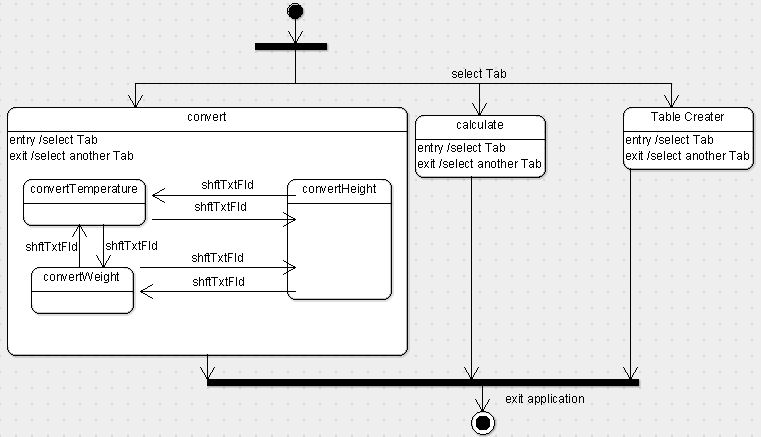 select Tab
convert
entry /select Tab
exit /select another Tab
convertTemperature
shftTxtFld
shftTxtFld
convertHeight
shftTxtFld
shftTxtFld
convertWeight
shftTxtFld
shftTxtFld
calculate
entry /select Tab
exit /select another Tab
Table Creater
entry /select Tab
exit /select another Tab
exit application